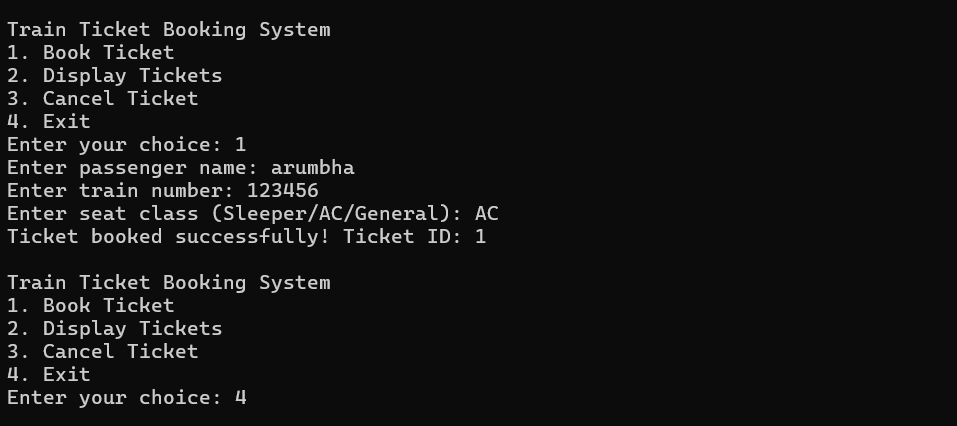 Train Ticket Booking System
1. Book Ticket
2. Display Tickets
3. Cancel Ticket
4. Exit
Enter your choice: 1
Enter passenger name: arumbha
Enter train number: 123456
Enter seat class (Sleeper/AC/General): AC
Ticket booked successfully! Ticket ID: 1
Train Ticket Booking System
1. Book Ticket
2. Display Tickets
3. Cancel Ticket
4. Exit
Enter your choice: 4